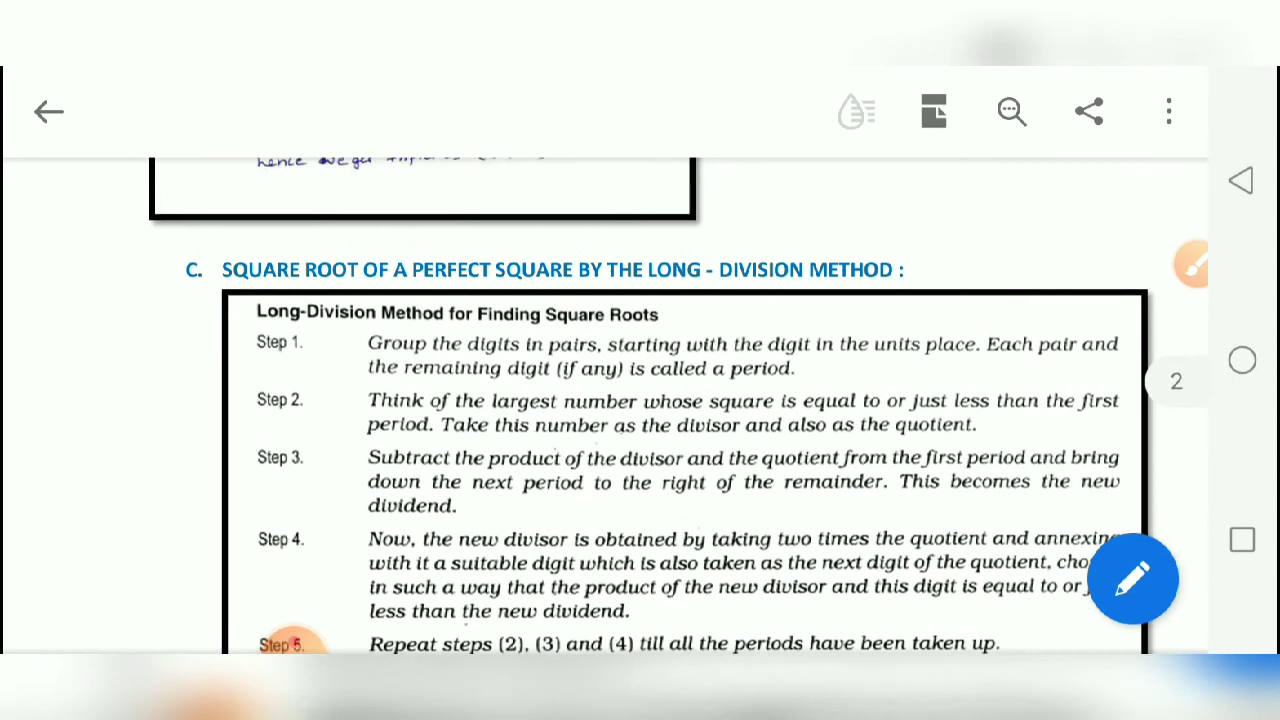 hence we get
C. SQUARE ROOT OF A PERFECT SQUARE BY THE LONG - DIVISION METHOD :
Long-Division Method for Finding Square Roots
Step 1. Group the digits in pairs, starting with the digit in the units place. Each pair and
the remaining digit (if any) is called a period.
Step 2. Think of the largest number whose square is equal to or just less than the first
period. Take this number as the divisor and also as the quotient.
2
Step 3. Subtract the product of the divisor and the quotient from the first period and bring
down the next period to the right of the remainder. This becomes the new
dividend.
Step 4. Now, the new divisor is obtained by taking two times the quotient and annexing
with it a suitable digit which is also taken as the next digit of the quotient,
in such a way that the product of the new divisor and this digit is equal to or
less than the new dividend.
Step 5. Repeat steps (2), (3) and (4) till all the periods have been taken up.